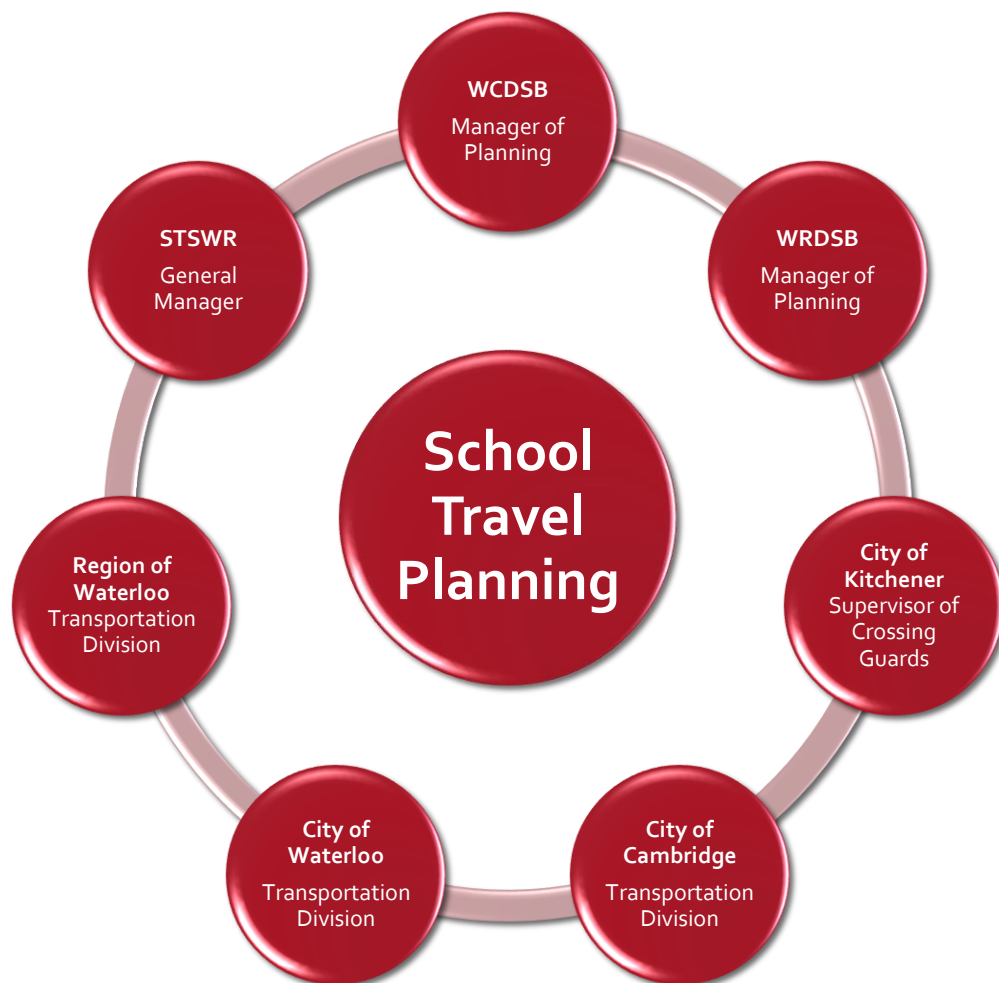 WCDSB
Manager of
Planning
WRDSB
Manager of
Planning
City of
Kitchener
Supervisor of
Crossing
Guards
City of
Cambridge
Transportation
Division
City of
Waterloo
Transportation
Division
Region of
Waterloo
Transportation
Division
STSWR
General
Manager
School
Travel
Planning